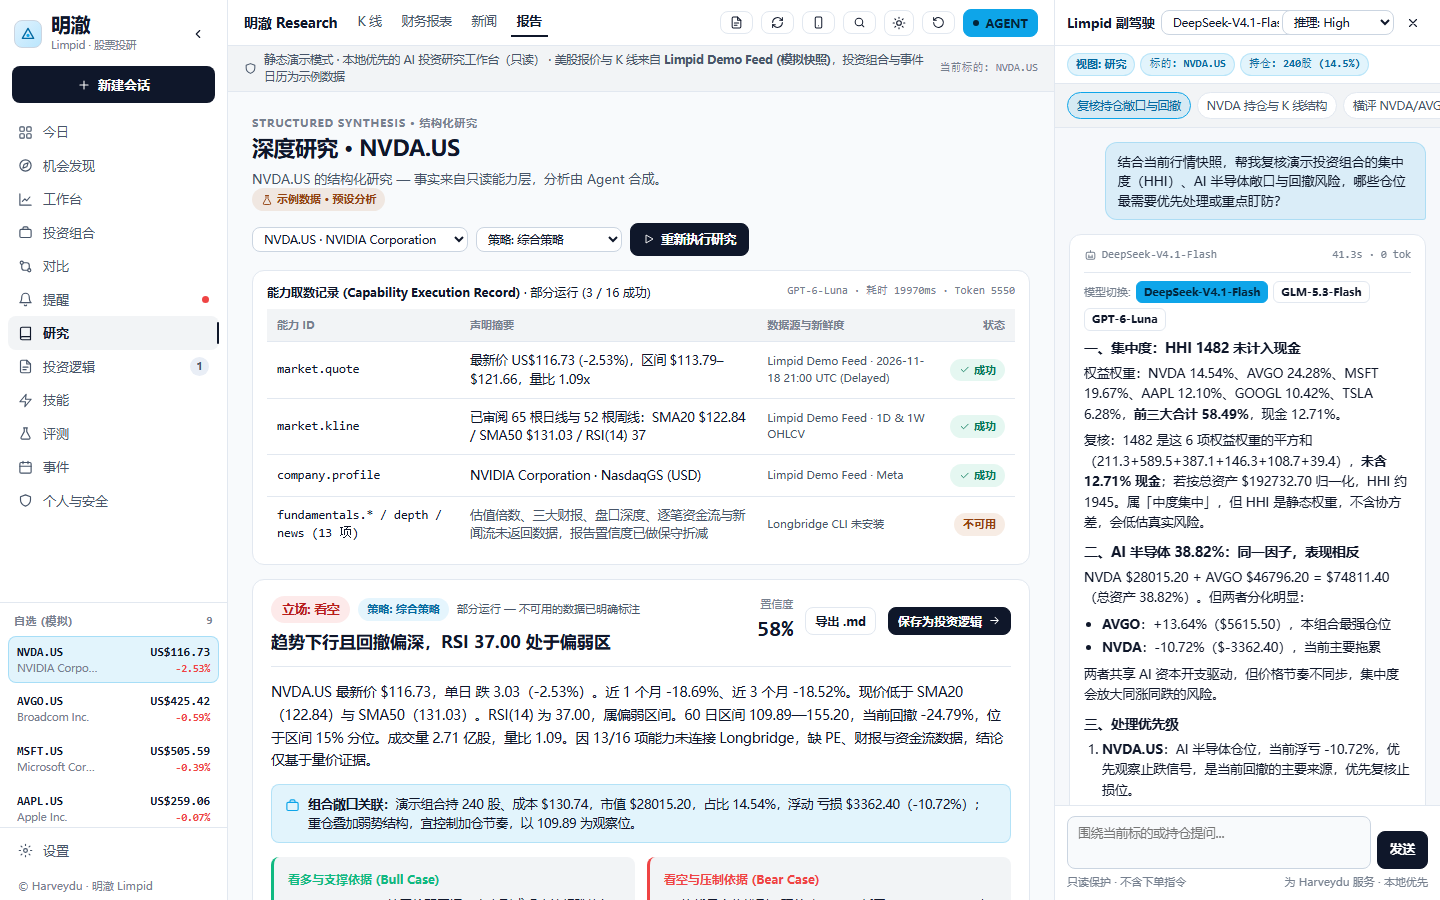 明澈
Limpid · 股票投研
新建会话
今日
机会发现
工作台
投资组合
对比
提醒
研究
投资逻辑
1
技能
评测
事件
个人与安全
自选 (模拟)
9
NVDA.US
US$116.73
NVIDIA Corpo...
-2.53%
AVGO.US
US$425.42
Broadcom Inc.
-0.59%
MSFT.US
US$505.59
Microsoft Cor...
-0.39%
AAPL.US
US$259.06
Apple Inc.
-0.07%
设置
© Harveydu · 明澈 Limpid
明澈 Research
K 线
财务报表
新闻
报告
AGENT
静态演示模式 · 本地优先的 AI 投资研究工作台（只读） · 美股报价与 K 线来自 Limpid Demo Feed (模拟快照)，投资组合与事件
日历为示例数据
当前标的: NVDA.US
STRUCTURED SYNTHESIS • 结构化研究
深度研究 • NVDA.US
NVDA.US 的结构化研究 — 事实来自只读能力层，分析由 Agent 合成。
示例数据 • 预设分析
NVDA.US · NVIDIA Corporation
策略: 综合策略
重新执行研究
能力取数记录 (Capability Execution Record) · 部分运行 (3 / 16 成功)
GPT-6-Luna · 耗时 19970ms · Token 5550
能力 ID
声明摘要
数据源与新鲜度
状态
market.quote
最新价 US$116.73 (-2.53%)，区间 $113.79–
$121.66，量比 1.09x
Limpid Demo Feed · 2026-11-
18 21:00 UTC (Delayed)
成功
market.kline
已审阅 65 根日线与 52 根周线：SMA20 $122.84
/ SMA50 $131.03 / RSI(14) 37
Limpid Demo Feed · 1D & 1W
OHLCV
成功
company.profile
NVIDIA Corporation · NasdaqGS (USD)
Limpid Demo Feed · Meta
成功
fundamentals.* / depth /
news (13 项)
估值倍数、三大财报、盘口深度、逐笔资金流与新
闻流未返回数据，报告置信度已做保守折减
Longbridge CLI 未安装
不可用
立场: 看空
策略: 综合策略
部分运行 — 不可用的数据已明确标注
趋势下行且回撤偏深，RSI 37.00 处于偏弱区
置信度
58%
导出 .md
保存为投资逻辑
NVDA.US 最新价 $116.73，单日 跌 3.03（-2.53%）。近 1 个月 -18.69%、近 3 个月 -18.52%。现价低于 SMA20
（122.84）与 SMA50（131.03）。RSI(14) 为 37.00，属偏弱区间。60 日区间 109.89—155.20，当前回撤 -24.79%，位
于区间 15% 分位。成交量 2.71 亿股，量比 1.09。因 13/16 项能力未连接 Longbridge，缺 PE、财报与资金流数据，结论
仅基于量价证据。
组合敞口关联：演示组合持 240 股、成本 $130.74，市值 $28015.20，占比 14.54%，浮动 亏损 $3362.40（-10.72%）；
重仓叠加弱势结构，宜控制加仓节奏，以 109.89 为观察位。
看多与支撑依据 (Bull Case)
看空与压制依据 (Bear Case)
Limpid 副驾驶
DeepSeek-V4.1-Flas
推理: High
视图: 研究
标的: NVDA.US
持仓: 240股 (14.5%)
复核持仓敞口与回撤
NVDA 持仓与 K 线结构
横评 NVDA/AVG
结合当前行情快照，帮我复核演示投资组合的集中
度（HHI）、AI 半导体敞口与回撤风险，哪些仓位
最需要优先处理或重点盯防？
DeepSeek-V4.1-Flash
41.3s · 0 tok
模型切换:
DeepSeek-V4.1-Flash
GLM-5.3-Flash
GPT-6-Luna
一、集中度：HHI 1482 未计入现金
权益权重：NVDA 14.54%、AVGO 24.28%、MSFT
19.67%、AAPL 12.10%、GOOGL 10.42%、TSLA
6.28%，前三大合计 58.49%，现金 12.71%。
复核：1482 是这 6 项权益权重的平方和
（211.3+589.5+387.1+146.3+108.7+39.4），未含
12.71% 现金；若按总资产 $192732.70 归一化，HHI 约
1945。属「中度集中」，但 HHI 是静态权重，不含协方
差，会低估真实风险。
二、AI 半导体 38.82%：同一因子，表现相反
NVDA $28015.20 + AVGO $46796.20 = $74811.40
（总资产 38.82%）。但两者分化明显：
AVGO：+13.64%（$5615.50），本组合最强仓位
NVDA：-10.72%（$-3362.40），当前主要拖累
两者共享 AI 资本开支驱动，但价格节奏不同步，集中度
会放大同涨同跌的风险。
三、处理优先级
1. NVDA.US：AI 半导体仓位，当前浮亏 -10.72%，优
先观察止跌信号，是当前回撤的主要来源，优先复核止
损位。
围绕当前标的或持仓提问...
发送
只读保护 · 不含下单指令
为 Harveydu 服务 · 本地优先